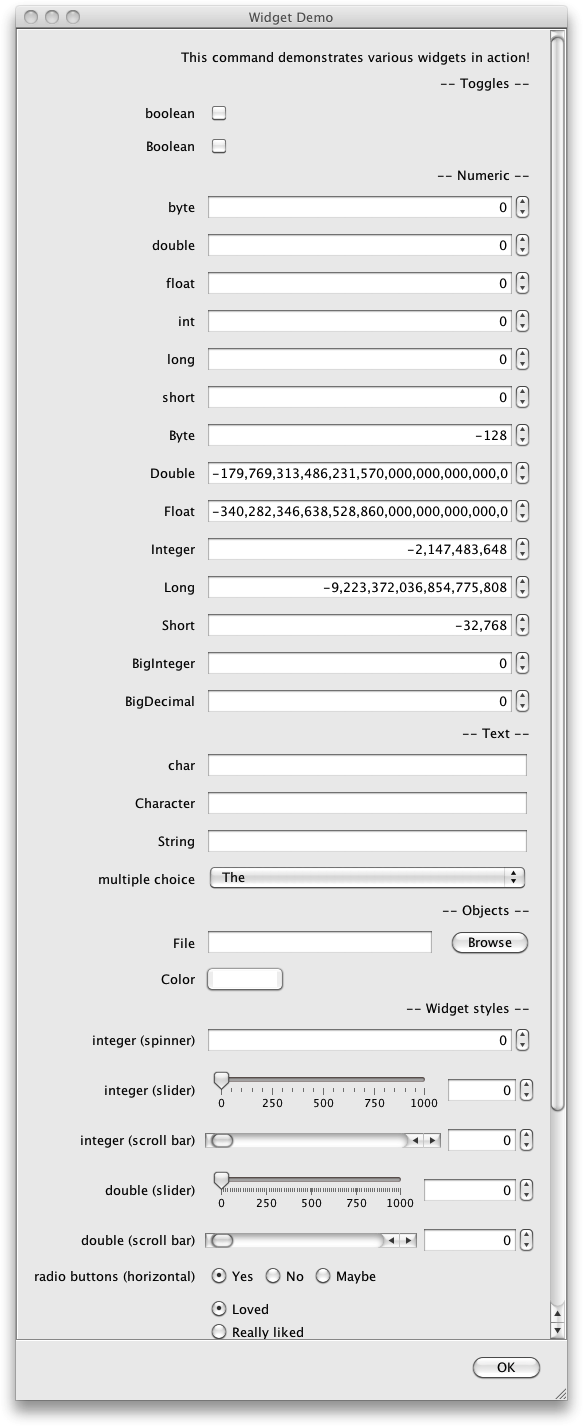 Widget Demo
This command demonstrates various widgets in action!
-- Toggles --
boolean
Boolean
-- Numeric --
byte 0
double 0
float 0
int 0
long 0
short 0
Byte -128
Double -179,769,313,486,231,570,000,000,000,000,0
Float -340,282,346,638,528,860,000,000,000,000,0
Integer -2,147,483,648
Long -9,223,372,036,854,775,808
Short -32,768
BigInteger 0
BigDecimal 0
-- Text --
char
Character
String
multiple choice The
-- Objects --
File Browse
Color
-- Widget styles --
integer (spinner) 0
integer (slider) 0
0 250 500 750 1000
integer (scroll bar) 0
double (slider) 0
0 250 500 750 1000
double (scroll bar) 0
radio buttons (horizontal) Yes No Maybe
Loved
Really liked
OK